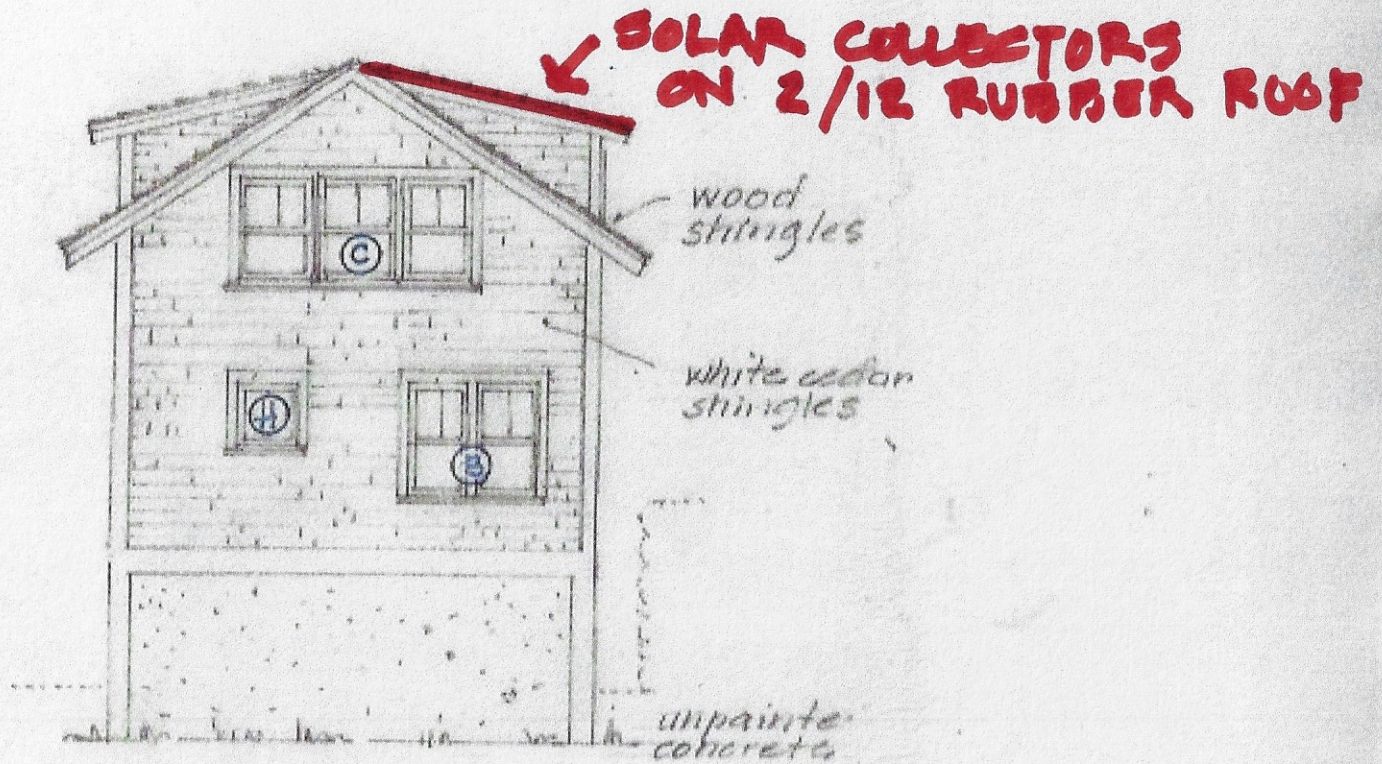 SOLAR COLLECTORS
ON 2/12 RUBBER ROOF
wood
shingles
C
white cedar
shingles
H
B
unpainte
concrete